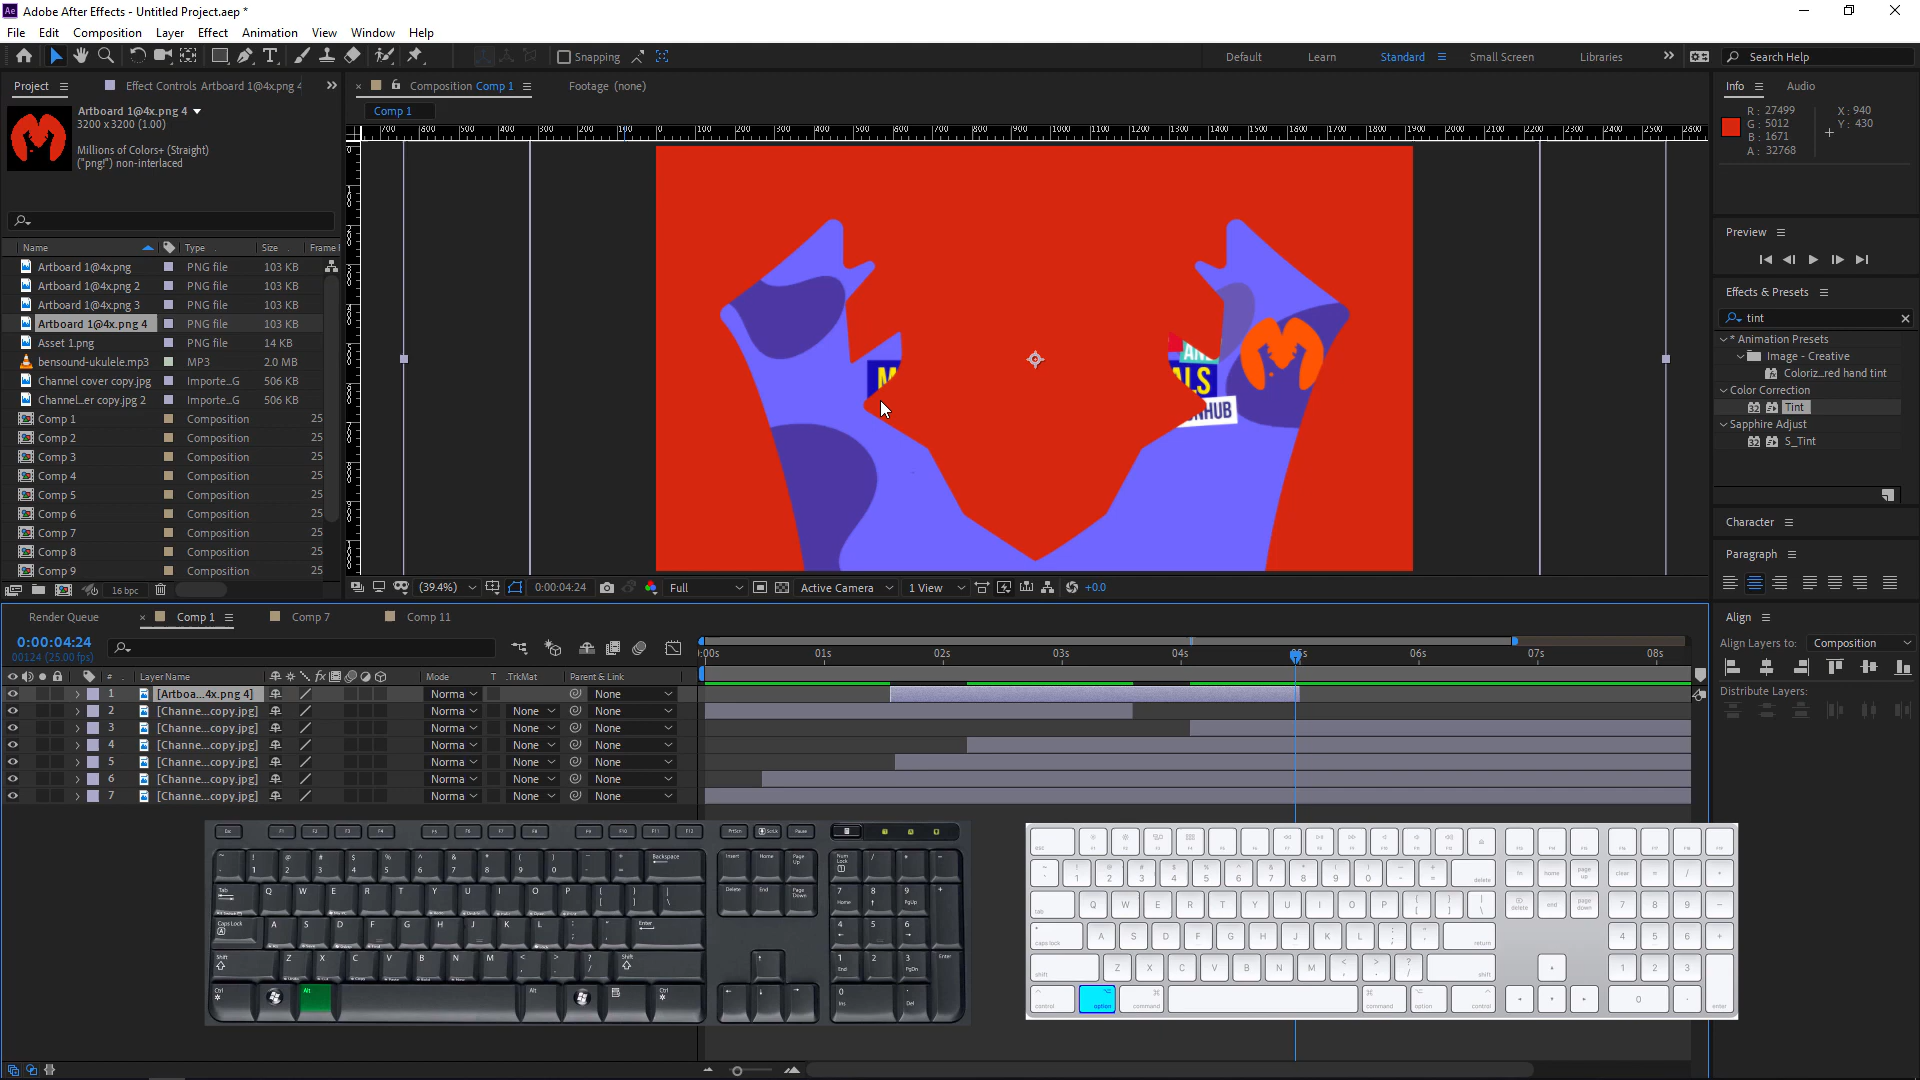 Adobe After Effects - Untitled Project.aep *
File Edit Composition Layer Effect Animation View Window Help
Snapping
Default Learn Standard Small Screen Libraries
Search Help
Project
Effect Controls Artboard 1@4x.png 4
Composition Comp 1
Footage (none)
Info
Audio
Artboard 1@4x.png 4
3200 x 3200 (1.00)
Millions of Colors+ (Straight)
("png!") non-interlaced
Comp 1
R : 27499
G : 5012
B : 1671
A : 32768
X : 940
Y : 430
Preview
Effects & Presets
tint
* Animation Presets
Image - Creative
Coloriz...red hand tint
Color Correction
Tint
Sapphire Adjust
S_Tint
Character
Paragraph
Name Type Size Frame
Artboard 1@4x.png PNG file 103 KB
Artboard 1@4x.png 2 PNG file 103 KB
Artboard 1@4x.png 3 PNG file 103 KB
Artboard 1@4x.png 4 PNG file 103 KB
Asset 1.png PNG file 14 KB
bensound-ukulele.mp3 MP3 2.0 MB
Channel cover copy.jpg Importe...G 506 KB
Channel...er copy.jpg 2 Importe...G 506 KB
Comp 1 Composition 25
Comp 2 Composition 25
Comp 3 Composition 25
Comp 4 Composition 25
Comp 5 Composition 25
Comp 6 Composition 25
Comp 7 Composition 25
Comp 8 Composition 25
Comp 9 Composition 25
16 bpc
(39.4%) 0:00:04:24 Full Active Camera 1 View +0.0
Render Queue Comp 1 Comp 7 Comp 11
0:00:04:24
00124 (25.00 fps)
:00s 01s 02s 03s 04s 05s 06s 07s 08s
# Layer Name Mode T .TrkMat Parent & Link
1 [Artboa...4x.png 4] Norma None
2 [Channe...copy.jpg] Norma None None
3 [Channe...copy.jpg] Norma None None
4 [Channe...copy.jpg] Norma None None
5 [Channe...copy.jpg] Norma None None
6 [Channe...copy.jpg] Norma None None
7 [Channe...copy.jpg] Norma None None
Align
Align Layers to: Composition
Distribute Layers: